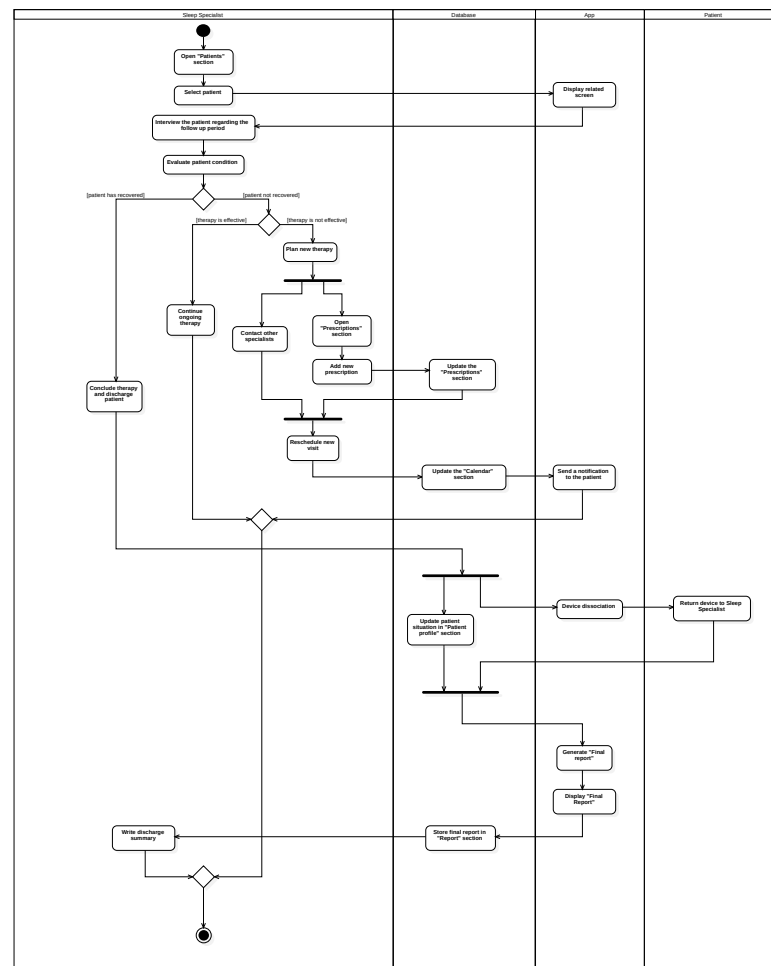 Sleep Specialist
Database
App
Patient
Open "Patients"
section
Select patient
Display related
screen
Interview the patient regarding the
follow up period
Evaluate patient condition
[patient has recovered]
[patient not recovered]
[therapy is effective]
[therapy is not effective]
Plan new therapy
Continue
ongoing
therapy
Contact other
specialists
Open
"Prescriptions"
section
Add new
prescription
Update the
"Prescriptions"
section
Conclude therapy
and discharge
patient
Reschedule new
visit
Update the "Calendar"
section
Send a notification
to the patient
Device dissociation
Return device to Sleep
Specialist
Update patient
situation in "Patient
profile" section
Generate "Final
report"
Display "Final
Report"
Write discharge
summary
Store final report in
"Report" section